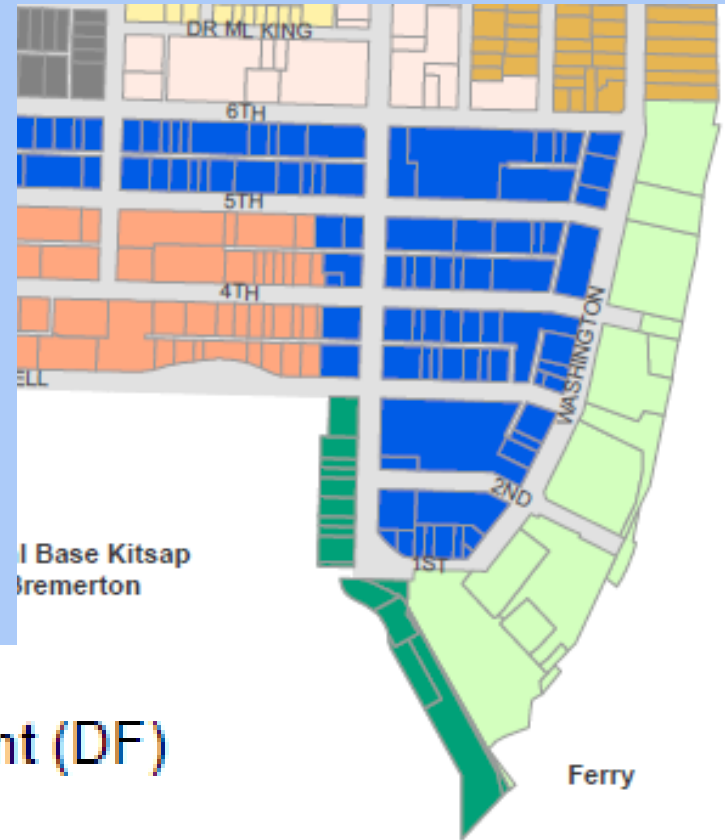 DR ML KING
6TH
5TH
4TH
ELL
WASHINGTON
2ND
1ST
l Base Kitsap
Bremerton
nt (DF)
Ferry